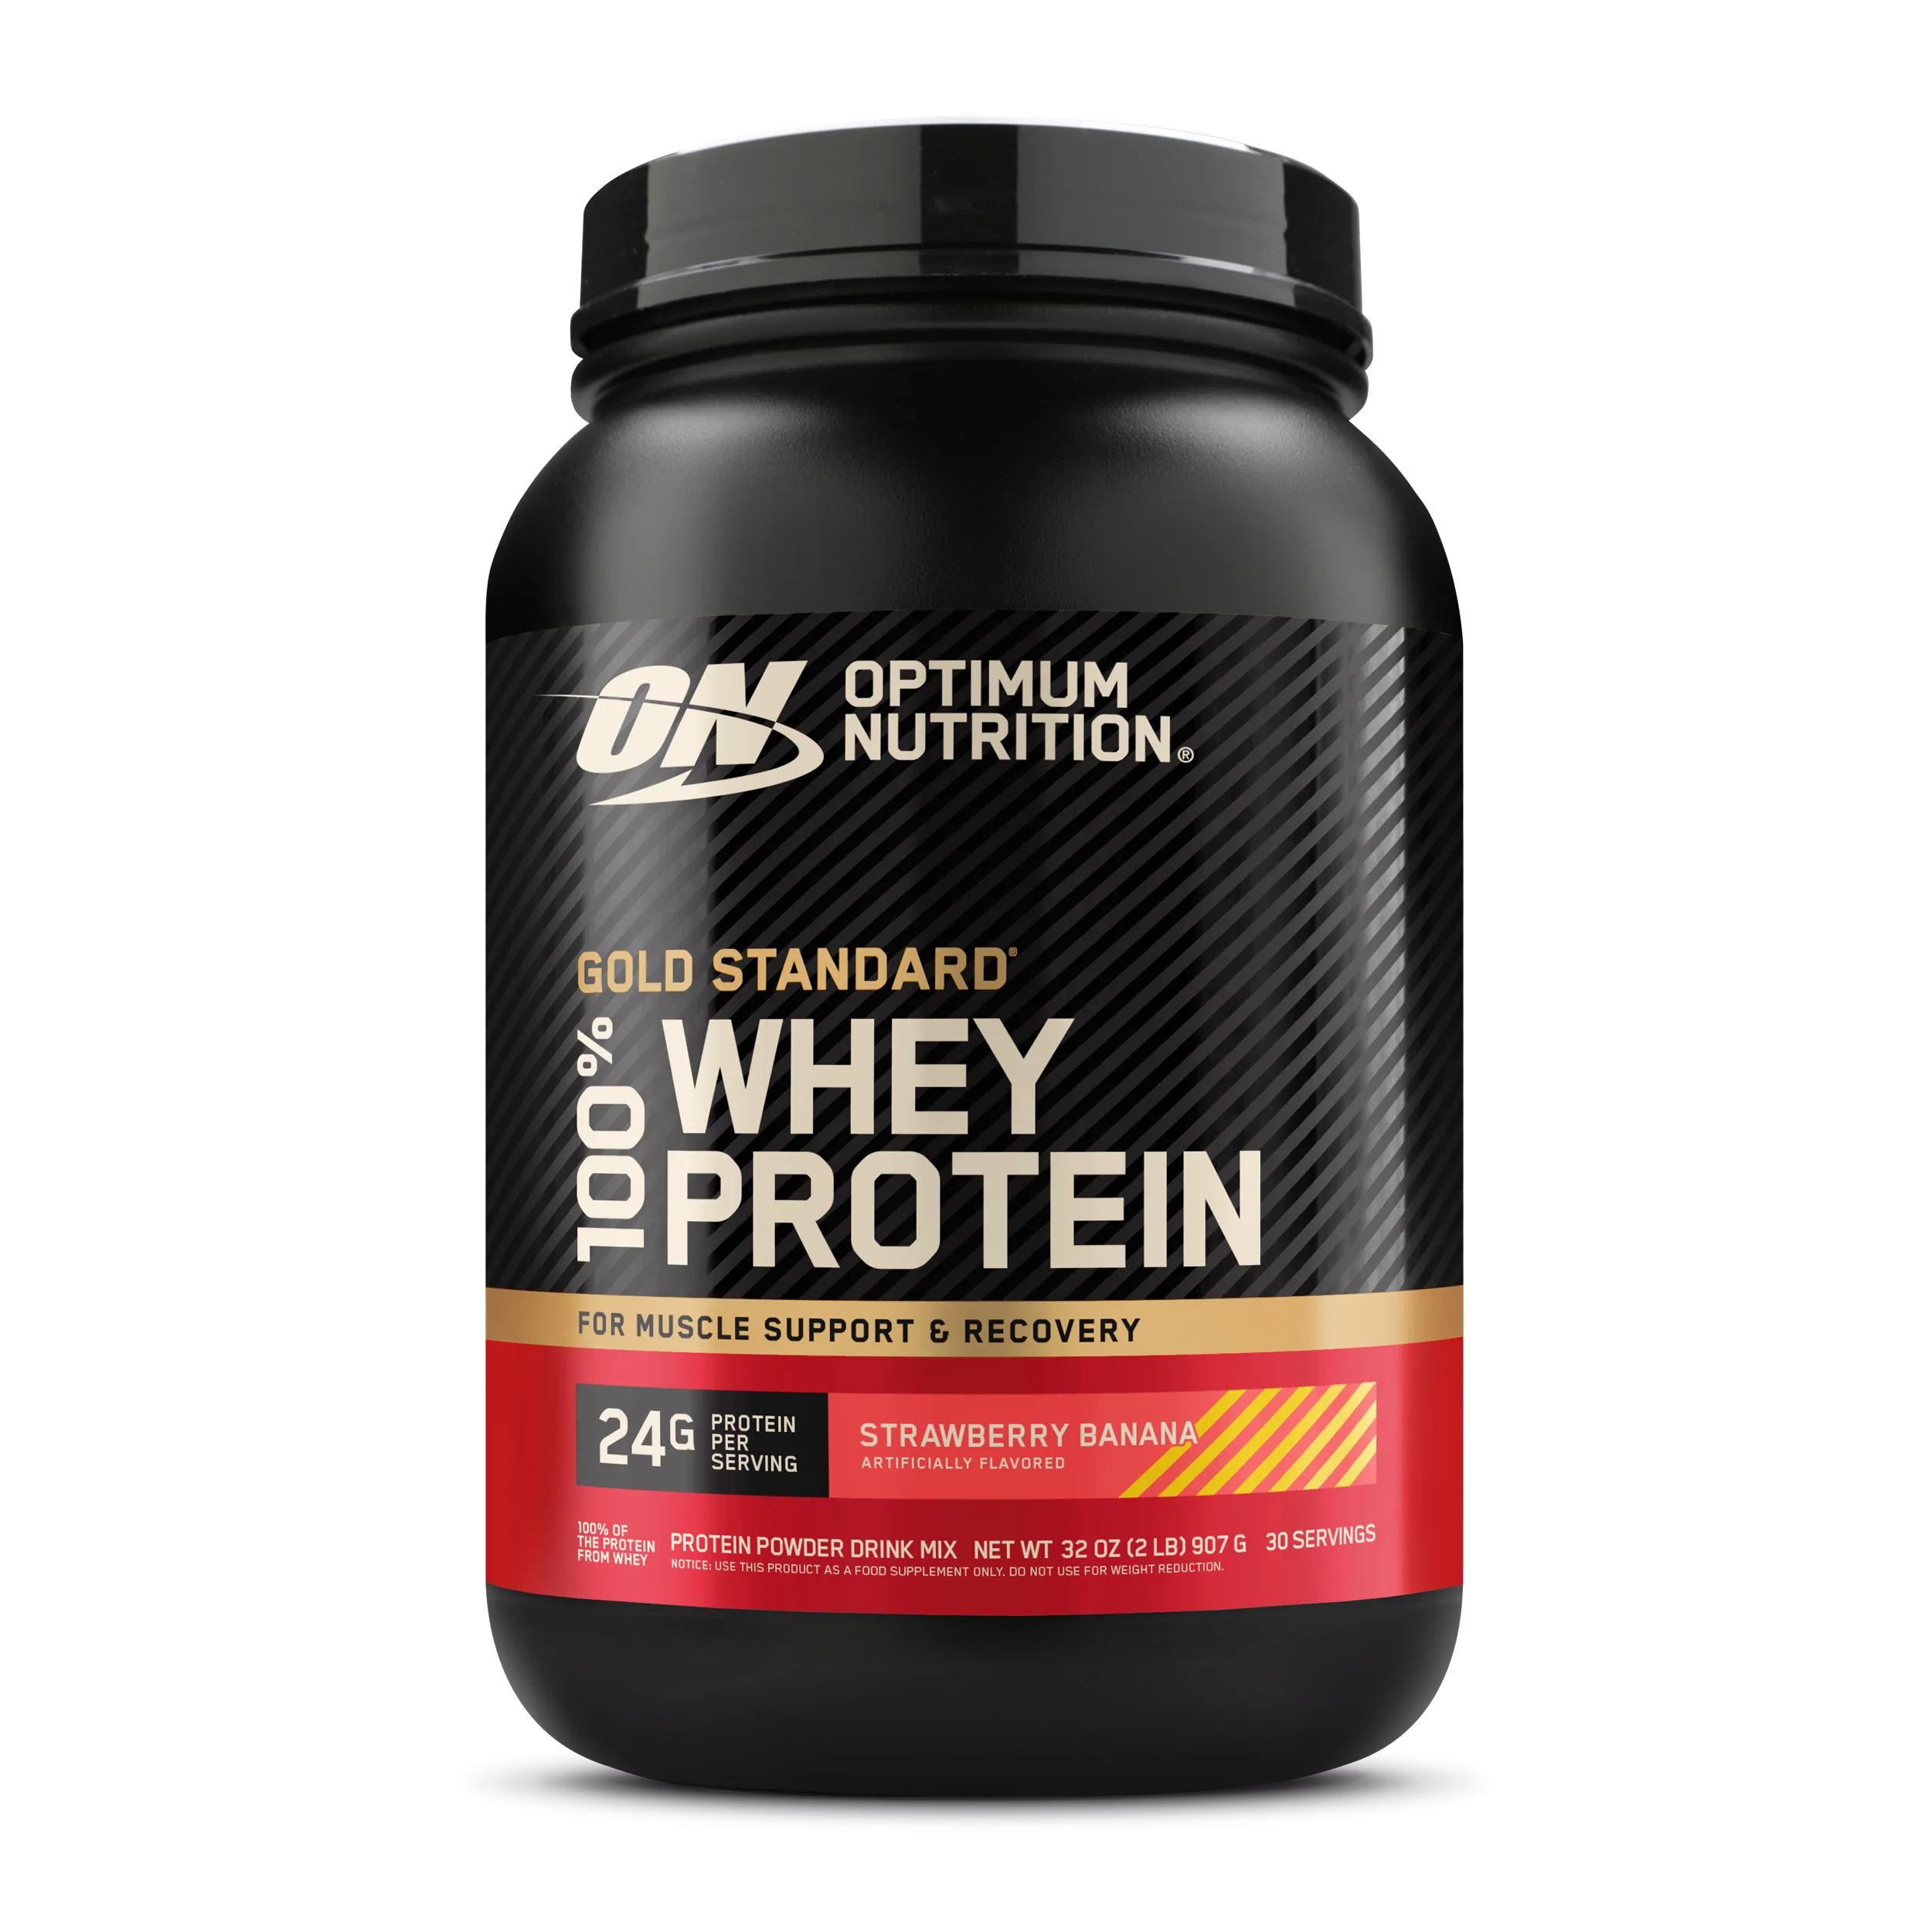 ON
OPTIMUM
NUTRITION®
GOLD STANDARD®
100%
WHEY
PROTEIN
FOR MUSCLE SUPPORT & RECOVERY
24G
PROTEIN
PER
SERVING
STRAWBERRY BANANA
ARTIFICIALLY FLAVORED
100% OF
THE PROTEIN
FROM WHEY
PROTEIN POWDER DRINK MIX NET WT 32 OZ (2 LB) 907 G 30 SERVINGS
NOTICE: USE THIS PRODUCT AS A FOOD SUPPLEMENT ONLY. DO NOT USE FOR WEIGHT REDUCTION.